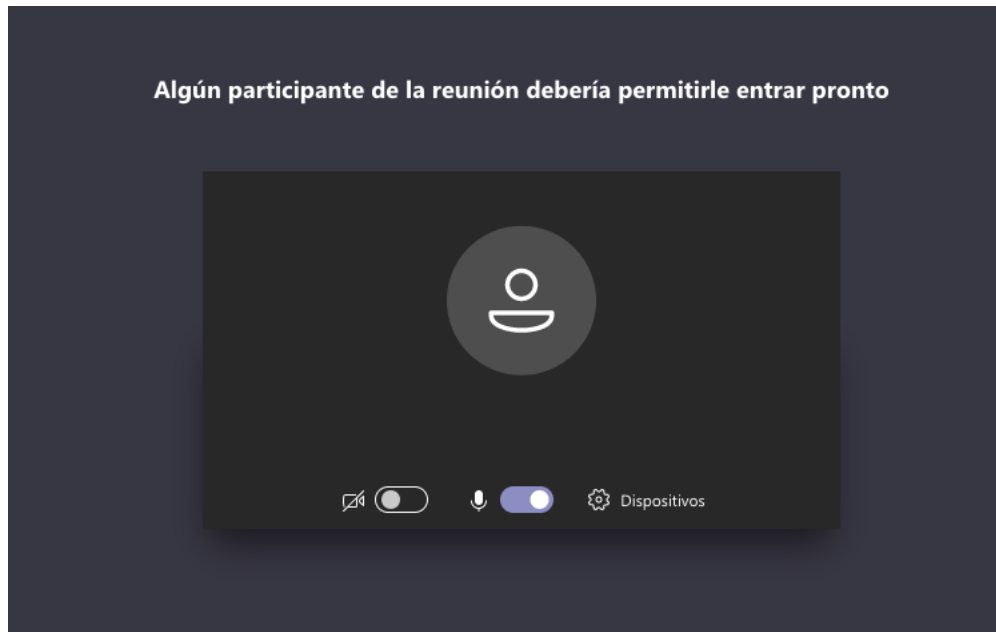 Algún participante de la reunión debería permitirle entrar pronto
Dispositivos